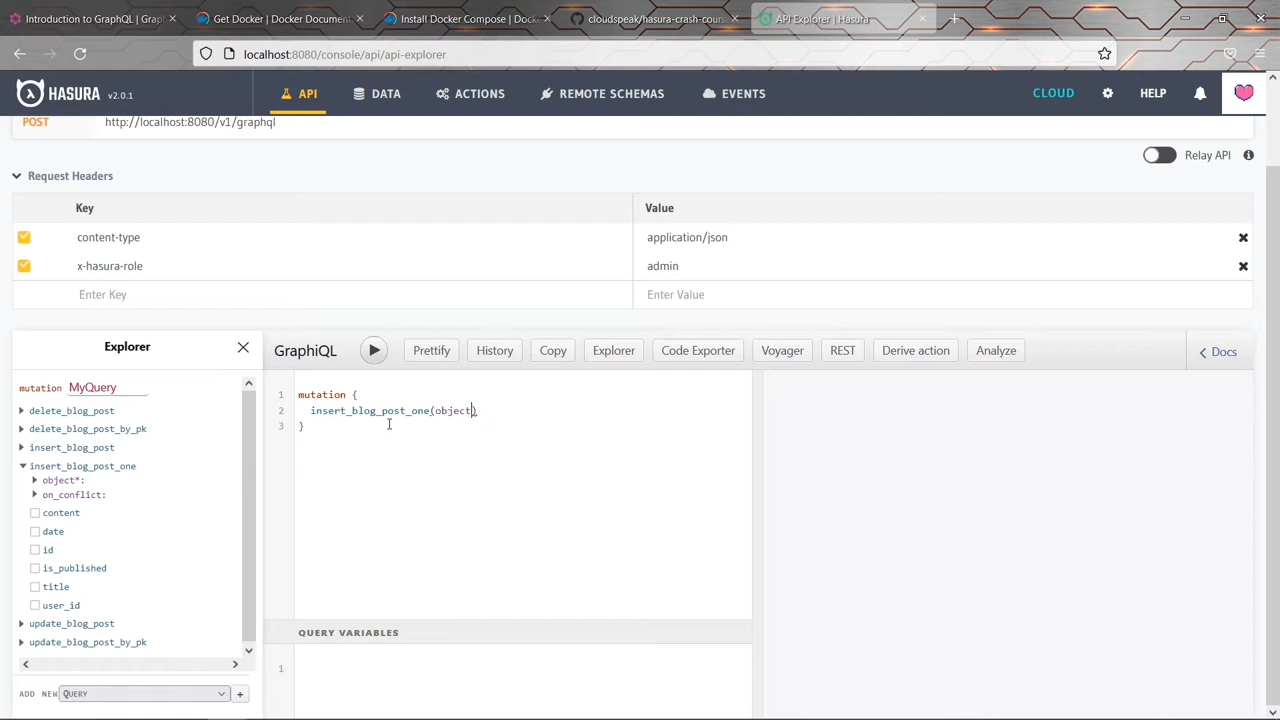 Introduction to GraphQL | Grap
Get Docker | Docker Documen
Install Docker Compose | Docke
cloudspeak/hasura-crash-cours
API Explorer | Hasura
localhost:8080/console/api/api-explorer
HASURA v2.0.1
API
DATA
ACTIONS
REMOTE SCHEMAS
EVENTS
CLOUD
HELP
POST
http://localhost:8080/v1/graphql
Relay API
Request Headers
Key
Value
content-type
application/json
x-hasura-role
admin
Enter Key
Enter Value
Explorer
GraphiQL
Prettify
History
Copy
Explorer
Code Exporter
Voyager
REST
Derive action
Analyze
Docs
mutation MyQuery
delete_blog_post
delete_blog_post_by_pk
insert_blog_post
insert_blog_post_one
object*:
on_conflict:
content
date
id
is_published
title
user_id
update_blog_post
update_blog_post_by_pk
ADD NEW QUERY +
1 mutation {
2 insert_blog_post_one(object)
3 }
QUERY VARIABLES
1